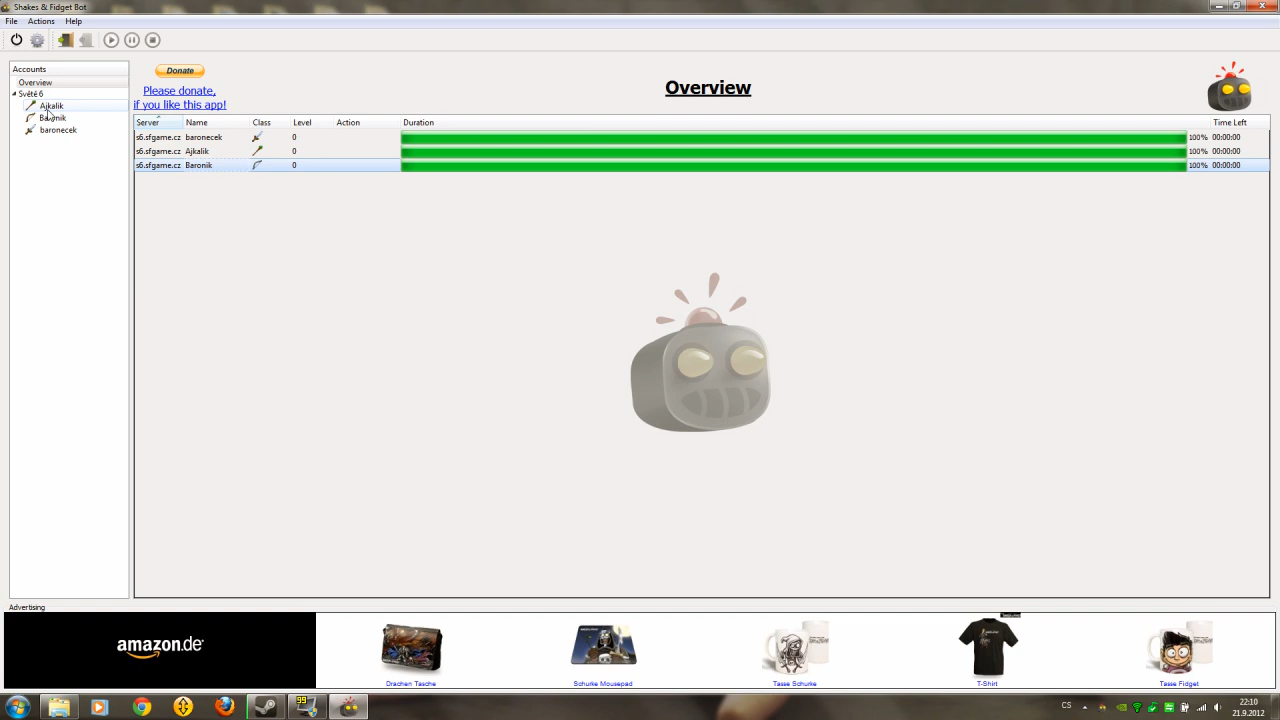 Shakes & Fidget Bot
File Actions Help
Accounts
Overview
Světě 6
Ajkalik
Baronik
baronecek
Donate
Please donate,
if you like this app!
Overview
Server Name Class Level Action Duration Time Left
s6.sfgame.cz baronecek 0 100% 00:00:00
s6.sfgame.cz Ajkalik 0 100% 00:00:00
s6.sfgame.cz Baronik 0 100% 00:00:00
Advertising
amazon.de
Drachen Tasche
Schurke Mousepad
Tasse Schurke
T-Shirt
Tasse Fidget
99
CS
22:10
21.9.2012